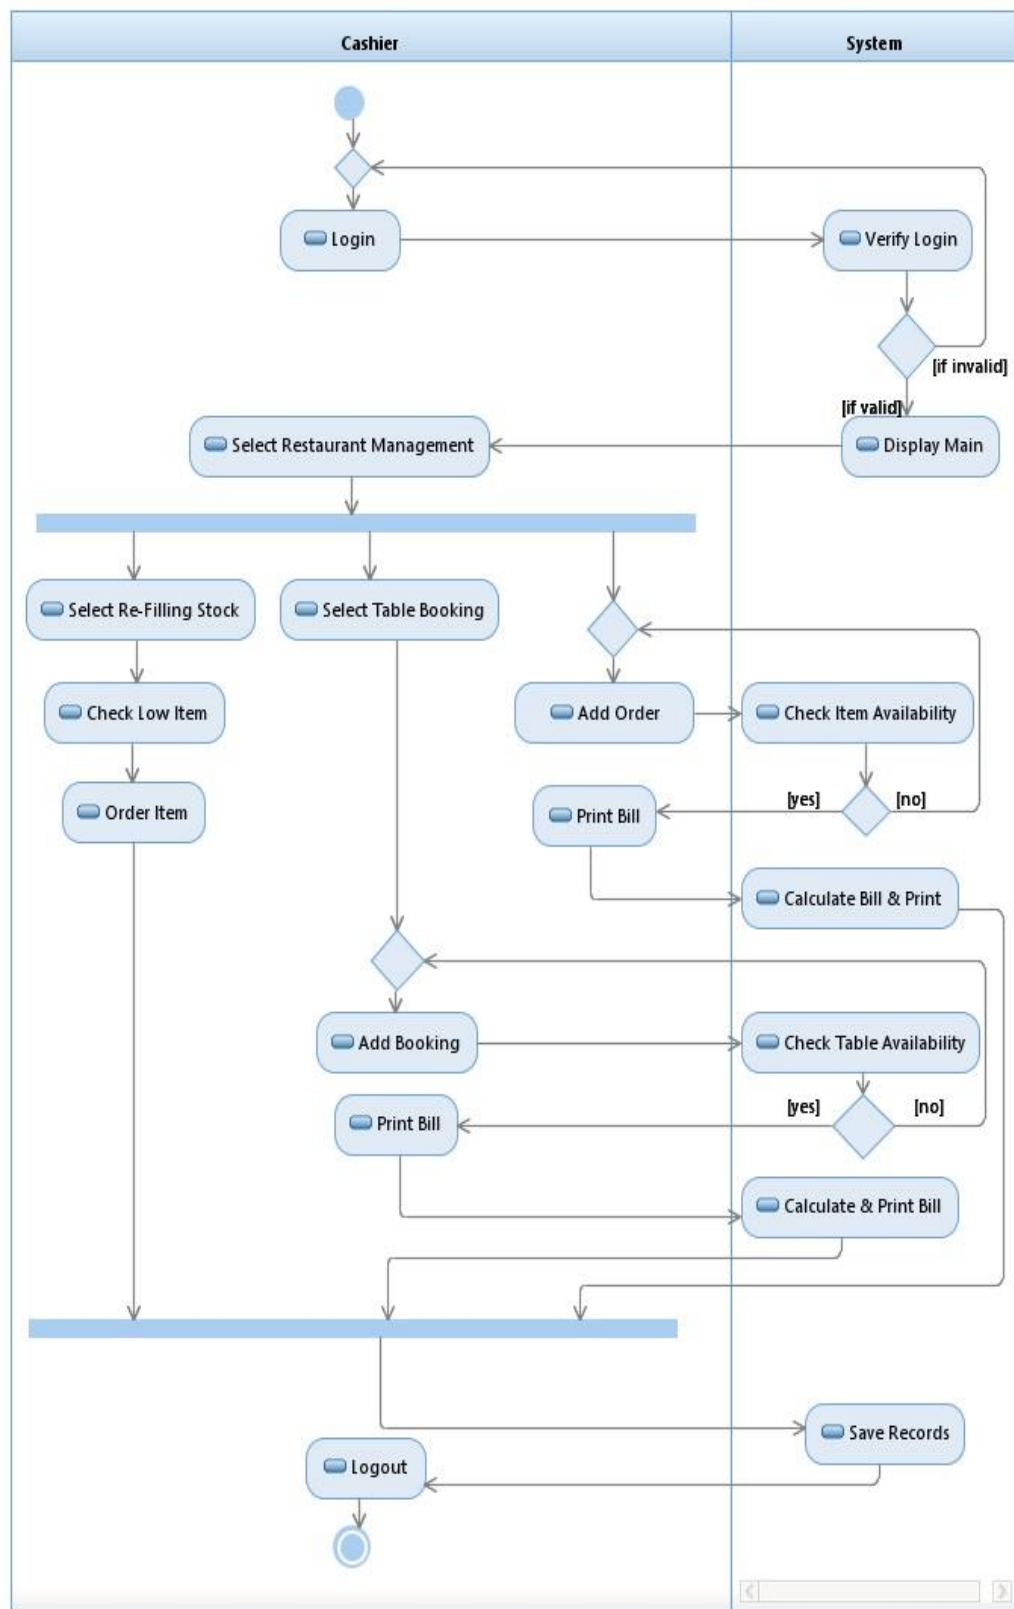 Cashier
System
Login
Verify Login
[if invalid]
[if valid]
Select Restaurant Management
Display Main
Select Re-Filling Stock
Select Table Booking
Check Low Item
Add Order
Check Item Availability
Order Item
Print Bill
[yes]
[no]
Calculate Bill & Print
Add Booking
Check Table Availability
Print Bill
[yes]
[no]
Calculate & Print Bill
Save Records
Logout